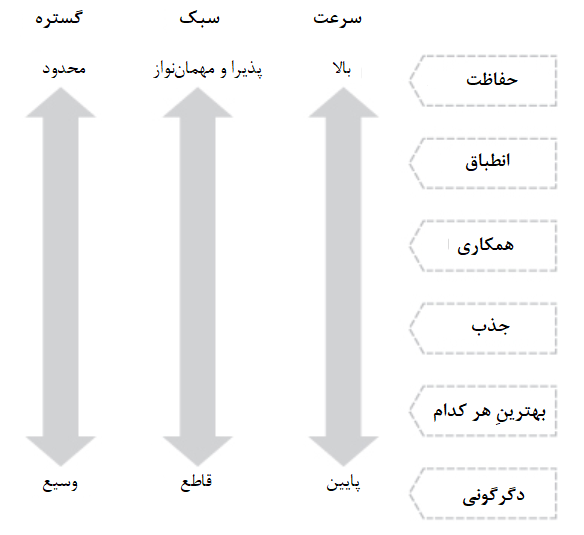 سرعت
سبک
گستره
بالا
پذیرا و مهمان‌نواز
محدود
حفاظت
انطباق
همکاری
جذب
بهترینِ هر کدام
دگرگونی
پایین
قاطع
وسیع